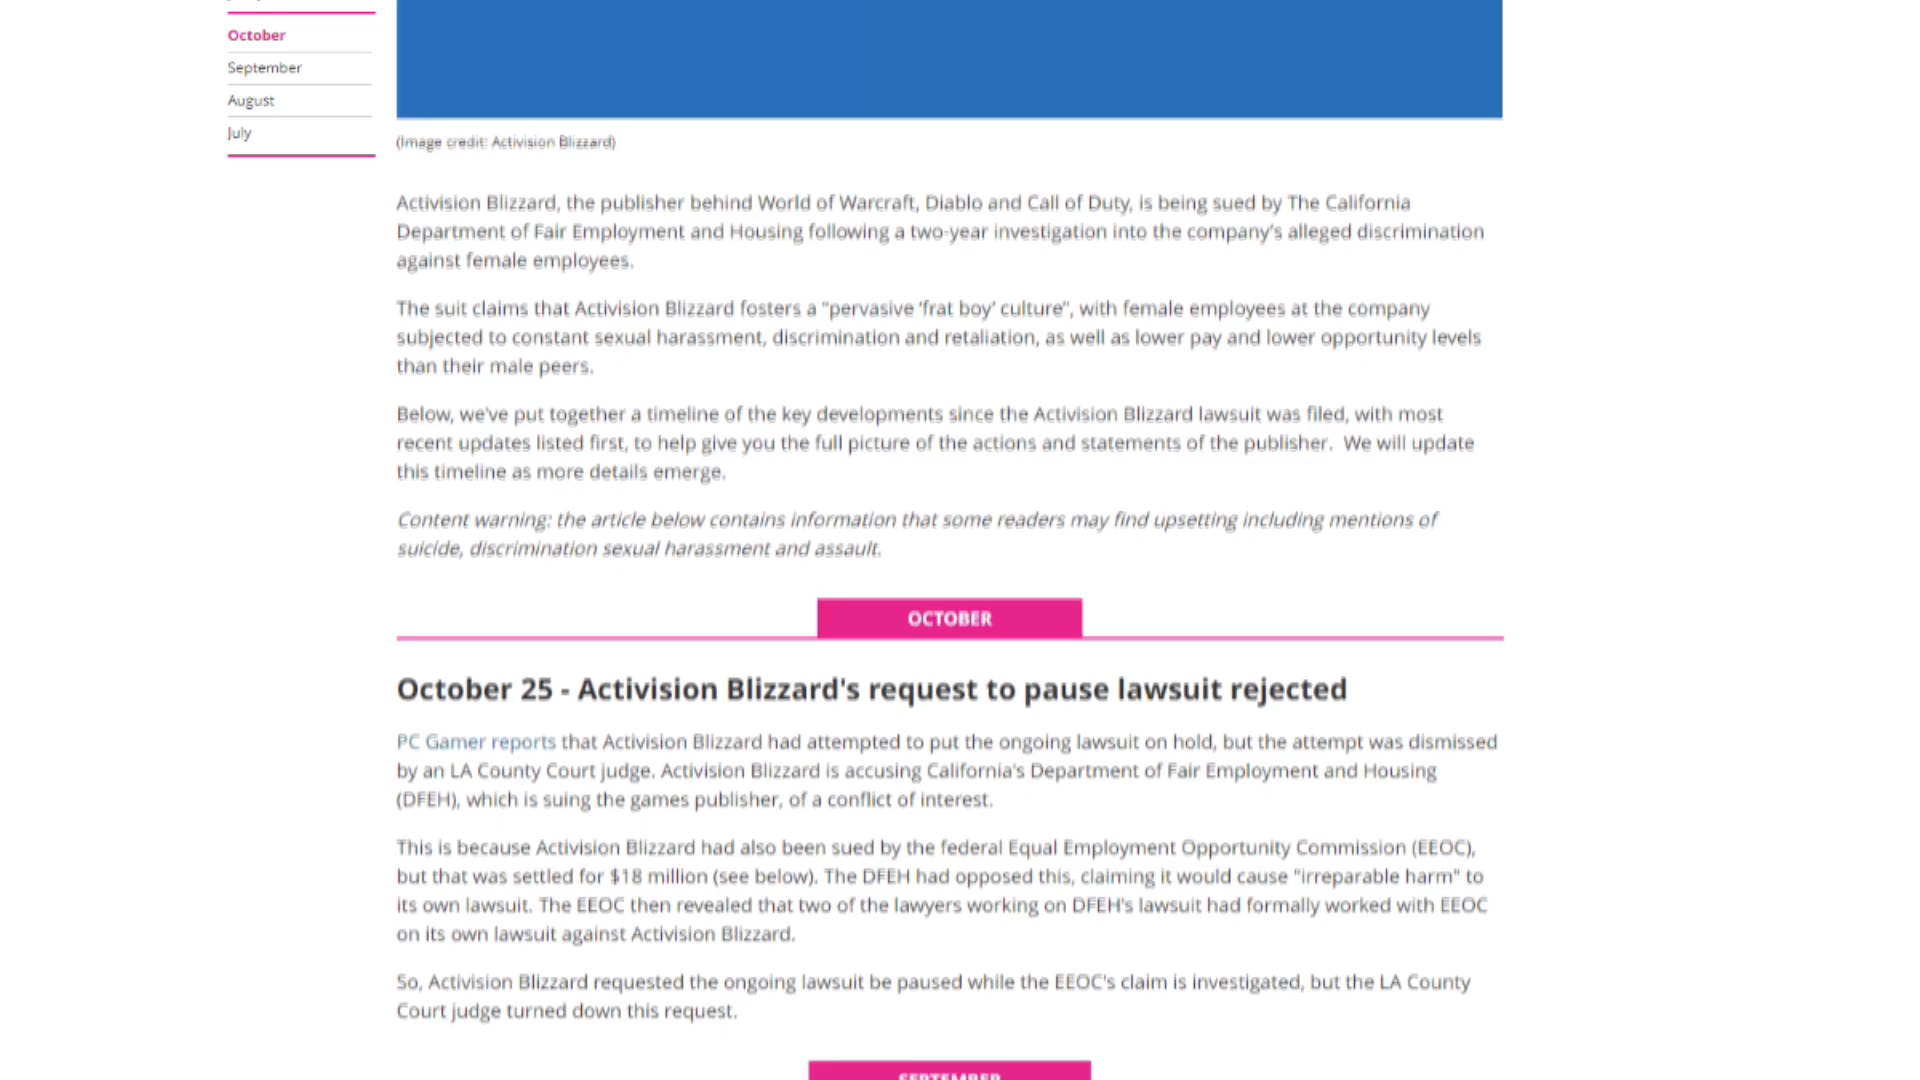 October
September
August
July
(Image credit: Activision Blizzard)
Activision Blizzard, the publisher behind World of Warcraft, Diablo and Call of Duty, is being sued by The California
Department of Fair Employment and Housing following a two-year investigation into the company's alleged discrimination
against female employees.
The suit claims that Activision Blizzard fosters a “pervasive ‘frat boy’ culture”, with female employees at the company
subjected to constant sexual harassment, discrimination and retaliation, as well as lower pay and lower opportunity levels
than their male peers.
Below, we've put together a timeline of the key developments since the Activision Blizzard lawsuit was filed, with most
recent updates listed first, to help give you the full picture of the actions and statements of the publisher.  We will update
this timeline as more details emerge.
Content warning: the article below contains information that some readers may find upsetting including mentions of
suicide, discrimination sexual harassment and assault.
OCTOBER
October 25 - Activision Blizzard's request to pause lawsuit rejected
PC Gamer reports that Activision Blizzard had attempted to put the ongoing lawsuit on hold, but the attempt was dismissed
by an LA County Court judge. Activision Blizzard is accusing California's Department of Fair Employment and Housing
(DFEH), which is suing the games publisher, of a conflict of interest.
This is because Activision Blizzard had also been sued by the federal Equal Employment Opportunity Commission (EEOC),
but that was settled for $18 million (see below). The DFEH had opposed this, claiming it would cause "irreparable harm" to
its own lawsuit. The EEOC then revealed that two of the lawyers working on DFEH's lawsuit had formally worked with EEOC
on its own lawsuit against Activision Blizzard.
So, Activision Blizzard requested the ongoing lawsuit be paused while the EEOC's claim is investigated, but the LA County
Court judge turned down this request.
SEPTEMBER